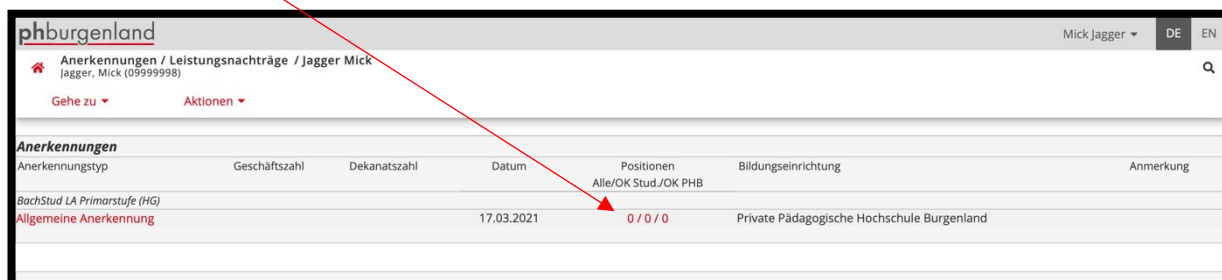 phburgenland
Mick Jagger DE EN
Anerkennungen / Leistungsnachträge / Jagger Mick
Jagger, Mick (09999998)
Gehe zu Aktionen
Anerkennungen
Anerkennungstyp Geschäftszahl Dekanatszahl Datum Positionen Bildungseinrichtung Anmerkung
Alle/OK Stud./OK PHB
BachStud LA Primarstufe (HG)
Allgemeine Anerkennung 17.03.2021 0 / 0 / 0 Private Pädagogische Hochschule Burgenland